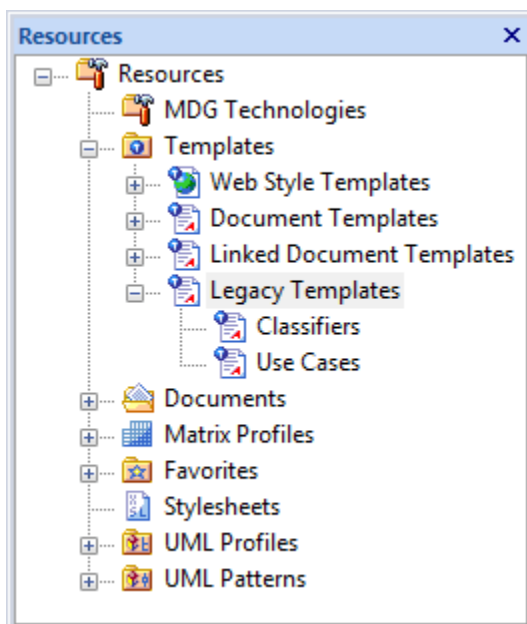 Resources
Resources
MDG Technologies
Templates
Web Style Templates
Document Templates
Linked Document Templates
Legacy Templates
Classifiers
Use Cases
Documents
Matrix Profiles
Favorites
Stylesheets
UML Profiles
UML Patterns